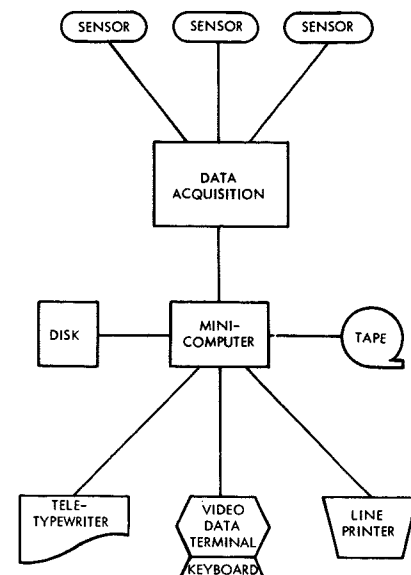 SENSOR SENSOR SENSOR
DATA
ACQUISITION
DISK
MINI-
COMPUTER
TAPE
TELE-
TYPEWRITER
VIDEO
DATA
TERMINAL
KEYBOARD
LINE
PRINTER